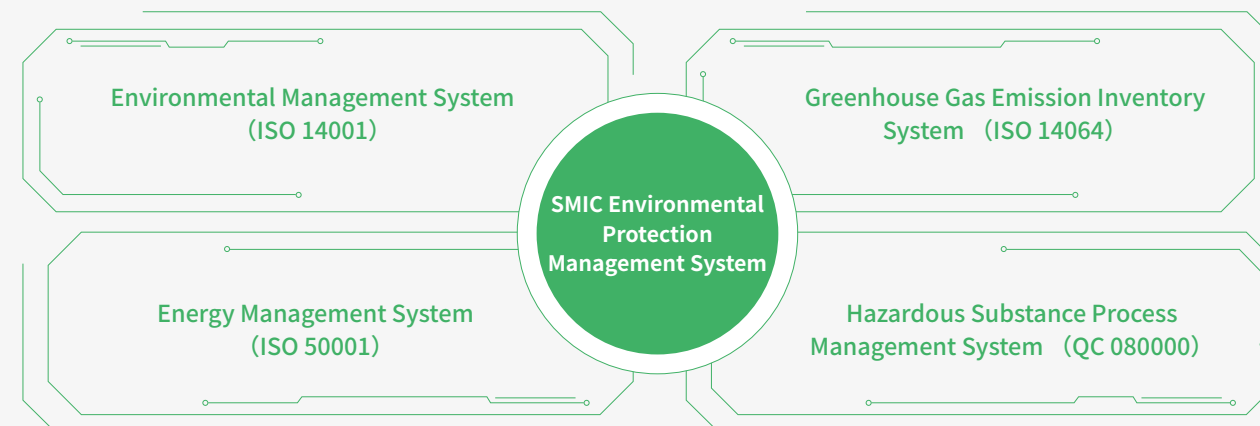 Environmental Management System
（ISO 14001）
Greenhouse Gas Emission Inventory
System （ISO 14064）
SMIC Environmental
Protection
Management System
Energy Management System
（ISO 50001）
Hazardous Substance Process
Management System （QC 080000）